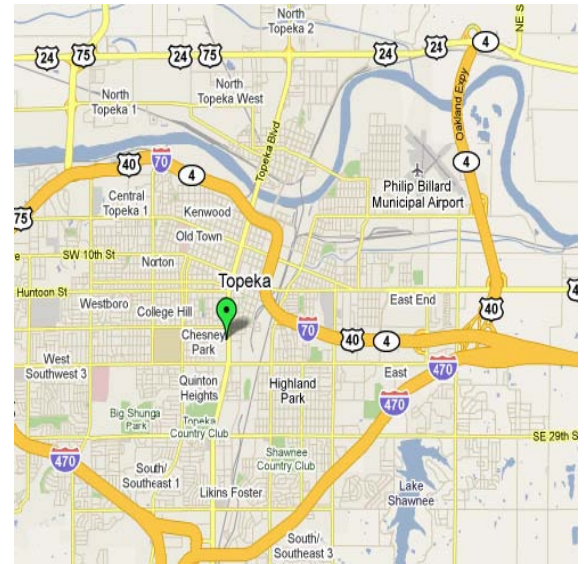 North
Topeka 2
NE S
24
75
24
75
24
24
4
North
Topeka 1
North
Topeka West
Topeka Blvd
Oakland Expy
4
40
70
4
Philip Billard
Municipal Airport
75
Central
Topeka 1
Kenwood
Old Town
SW 10th St
Norton
Topeka
Huntoon St
Westboro
College Hill
East End
40
Chesney
Park
70
40
4
West
Southwest 3
Quinton
Heights
Highland
Park
East
470
470
Big Shunga
Park
Topeka
Country Club
SE 29th St
470
Shawnee
Country Club
South/
Southeast 1
Likins Foster
Lake
Shawnee
South/
Southeast 3